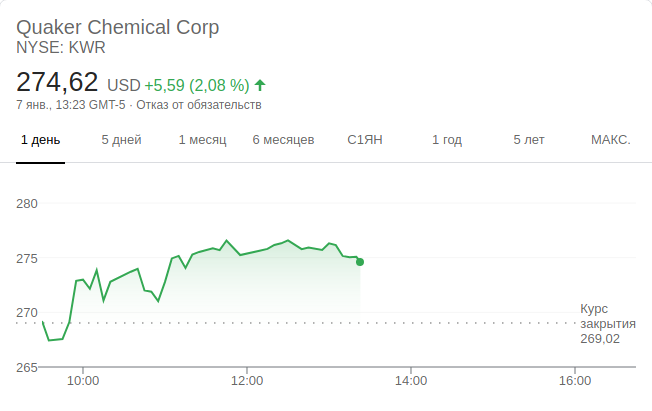 Quaker Chemical Corp
NYSE: KWR
274,62 USD +5,59 (2,08 %)
7 янв., 13:23 GMT-5 · Отказ от обязательств
1 день 5 дней 1 месяц 6 месяцев С1ЯН 1 год 5 лет МАКС.
280
275
270
Курс
закрытия
269,02
265
10:00 12:00 14:00 16:00